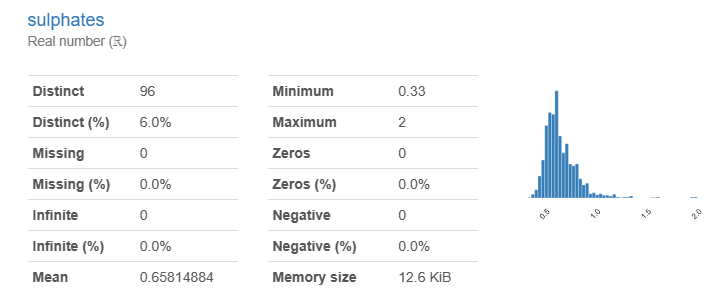 sulphates
Real number (ℝ)
Distinct 96
Distinct (%) 6.0%
Missing 0
Missing (%) 0.0%
Infinite 0
Infinite (%) 0.0%
Mean 0.65814884
Minimum 0.33
Maximum 2
Zeros 0
Zeros (%) 0.0%
Negative 0
Negative (%) 0.0%
Memory size 12.6 KiB
0.5 1.0 1.5 2.0